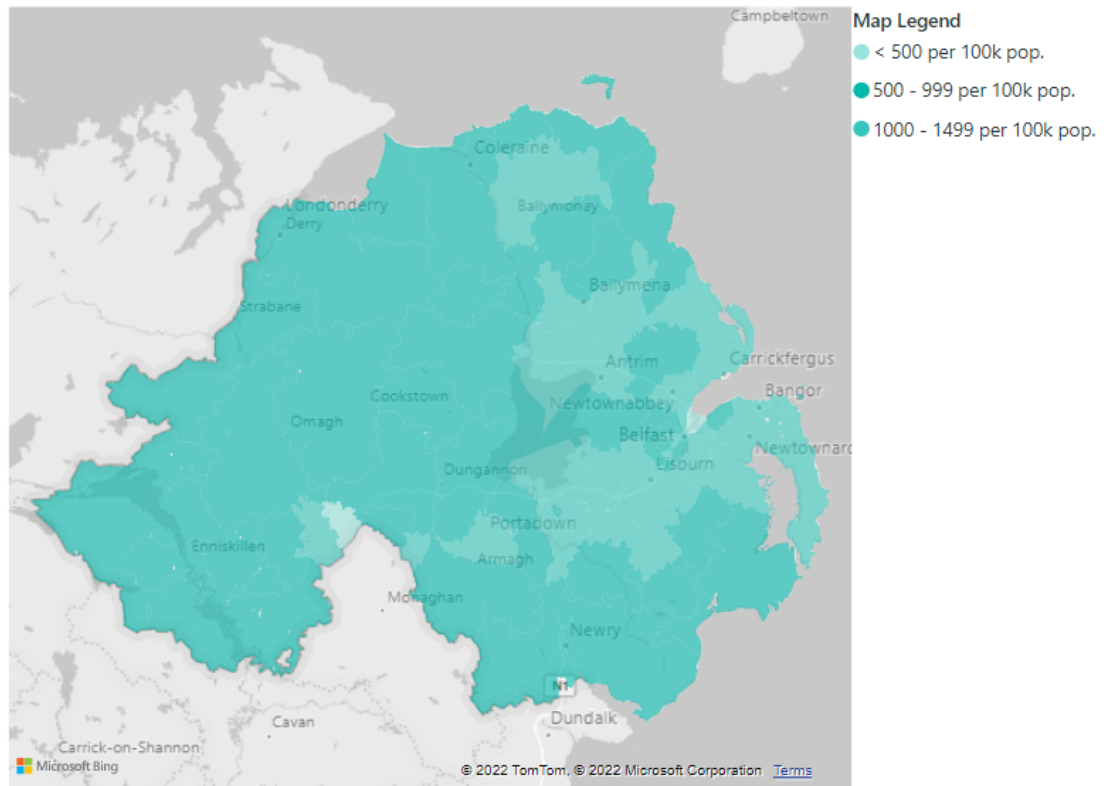 Campbeltown
Map Legend
< 500 per 100k pop.
500 - 999 per 100k pop.
1000 - 1499 per 100k pop.
Coleraine
Londonderry
Derry
Ballymoney
Ballymena
Strabane
Antrim
Carrickfergus
Cookstown
Newtownabbey
Bangor
Omagh
Belfast
Newtownard
Dungannon
Lisburn
Portadown
Enniskillen
Armagh
Monaghan
Newry
N1
Cavan
Dundalk
Carrick-on-Shannon
Microsoft Bing
© 2022 TomTom, © 2022 Microsoft Corporation Terms